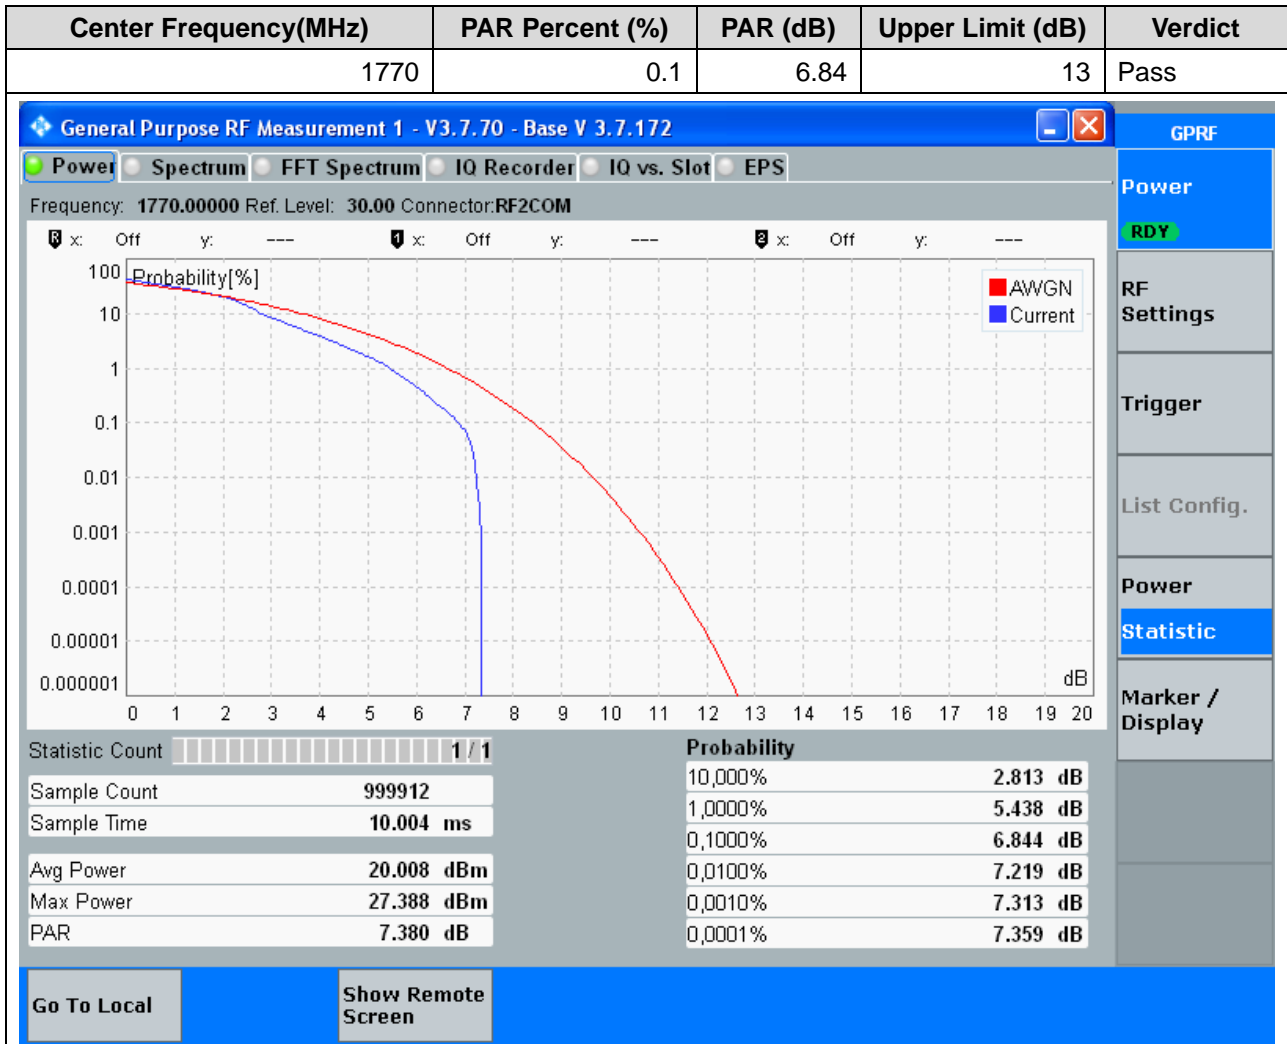 Center Frequency(MHz) PAR Percent (%) PAR (dB) Upper Limit (dB) Verdict
1770 0.1 6.84 13 Pass
General Purpose RF Measurement 1 - V3.7.70 - Base V 3.7.172
GPRF
Power Spectrum FFT Spectrum IQ Recorder IQ vs. Slot EPS
Power
RDY
Frequency: 1770.00000 Ref. Level: 30.00 Connector:RF2COM
R x: Off y: --- 1 x: Off y: --- 2 x: Off y: ---
Probability[%]
AWGN
Current
100
10
1
0.1
0.01
0.001
0.0001
0.00001
0.000001
dB
0 1 2 3 4 5 6 7 8 9 10 11 12 13 14 15 16 17 18 19 20
RF
Settings
Trigger
List Config.
Power
Statistic
Marker /
Display
Statistic Count 1 / 1
Sample Count 999912
Sample Time 10.004 ms
Avg Power 20.008 dBm
Max Power 27.388 dBm
PAR 7.380 dB
Probability
10,000% 2.813 dB
1,0000% 5.438 dB
0,1000% 6.844 dB
0,0100% 7.219 dB
0,0010% 7.313 dB
0,0001% 7.359 dB
Go To Local
Show Remote
Screen